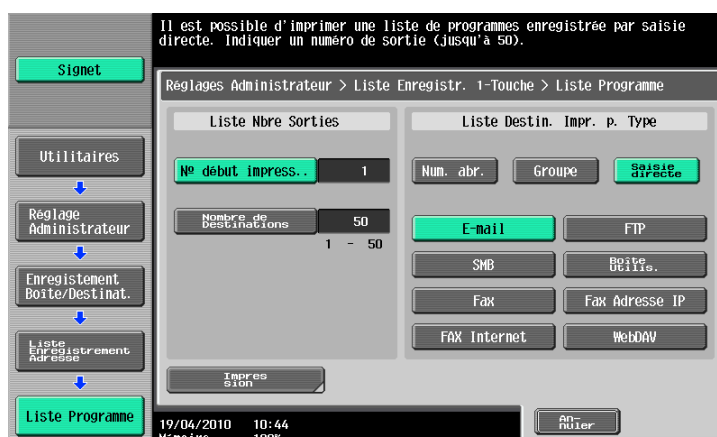 Il est possible d'imprimer une liste de programmes enregistrée par saisie
directe. Indiquer un numéro de sortie (jusqu'à 50).
Signet
Réglages Administrateur > Liste Enregistr. 1-Touche > Liste Programme
Liste Nbre Sorties
Liste Destin. Impr. p. Type
Utilitaires
Nº début impress..
1
Num. abr.
Groupe
Saisie
directe
Réglage
Administrateur
Nombre de
Destinations
50
1 - 50
E-mail
FTP
SMB
Boîte
Utilis.
Enregistement
Boîte/Destinat.
Fax
Fax Adresse IP
FAX Internet
WebDAV
Liste
Enregistrement
Adresse
Impres
sion
Liste Programme
19/04/2010 10:44
An-
nuler
Mémoire 100%